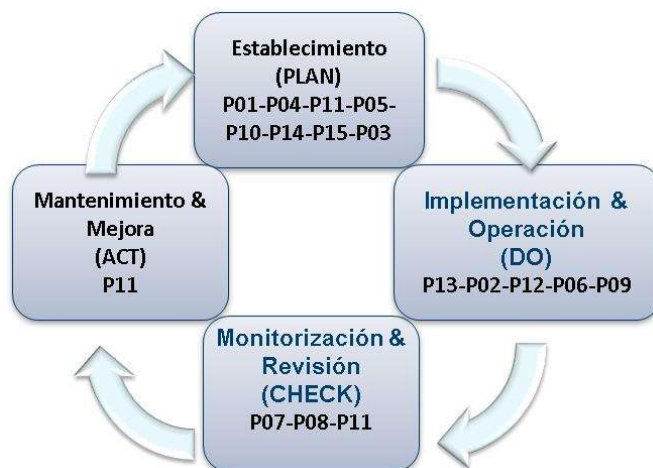 Establecimiento
(PLAN)
P01-P04-P11-P05-
P10-P14-P15-P03
Implementación &
Operación
(DO)
P13-P02-P12-P06-P09
Monitorización &
Revisión
(CHECK)
P07-P08-P11
Mantenimiento &
Mejora
(ACT)
P11